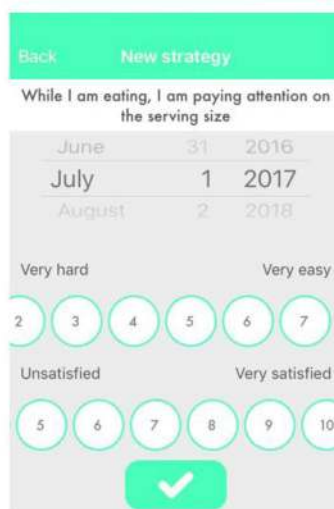 Back New strategy
While I am eating, I am paying attention on
the serving size
June 31 2016
July 1 2017
August 2 2018
Very hard Very easy
2 3 4 5 6 7
Unsatisfied Very satisfied
5 6 7 8 9 10